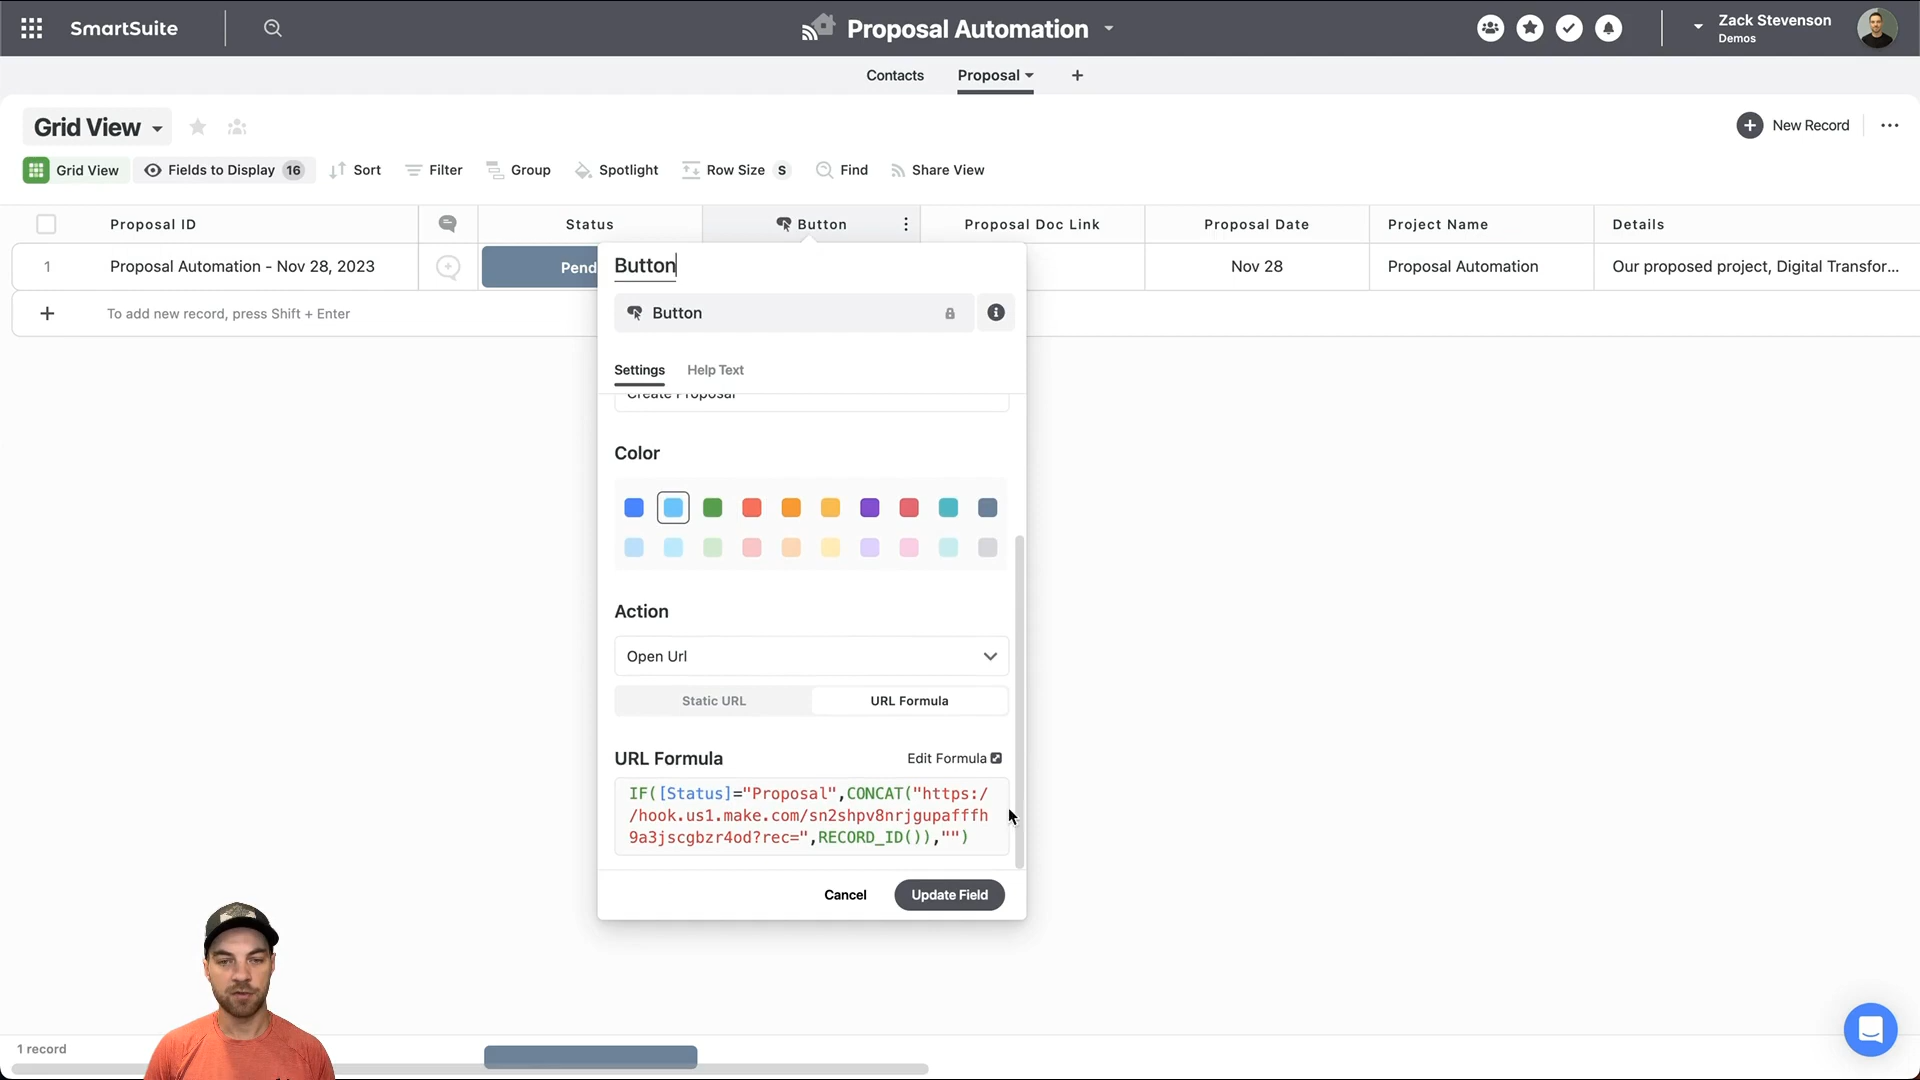 SmartSuite
Proposal Automation
Zack Stevenson
Demos
Contacts
Proposal
Grid View
New Record
Grid View
Fields to Display 16
Sort
Filter
Group
Spotlight
Row Size S
Find
Share View
Proposal ID
Status
Button
Proposal Doc Link
Proposal Date
Project Name
Details
1
Proposal Automation - Nov 28, 2023
Pend
Nov 28
Proposal Automation
Our proposed project, Digital Transfor...
To add new record, press Shift + Enter
Button
Button
Settings
Help Text
Create Proposal
Color
Action
Open Url
Static URL
URL Formula
URL Formula
Edit Formula
IF([Status]="Proposal",CONCAT("https:/
/hook.us1.make.com/sn2shpv8nrjgupafffh
9a3jscgbzr4od?rec=",RECORD_ID()),"")
Cancel
Update Field
1 record